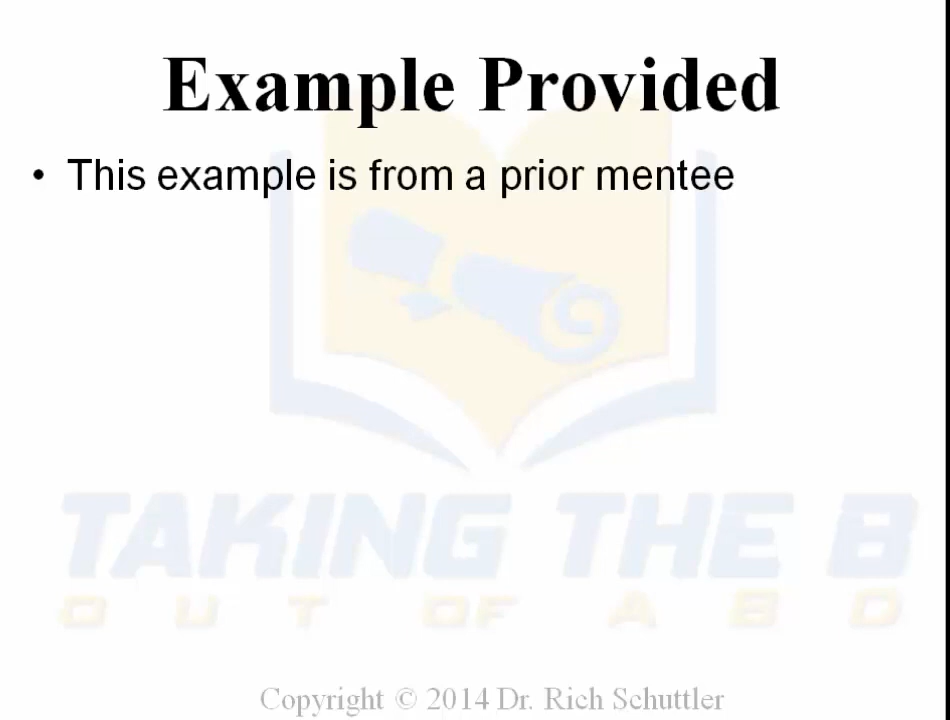 Example Provided
• This example is from a prior mentee
TAKING THE B
OUT OF ABD
Copyright © 2014 Dr. Rich Schuttler